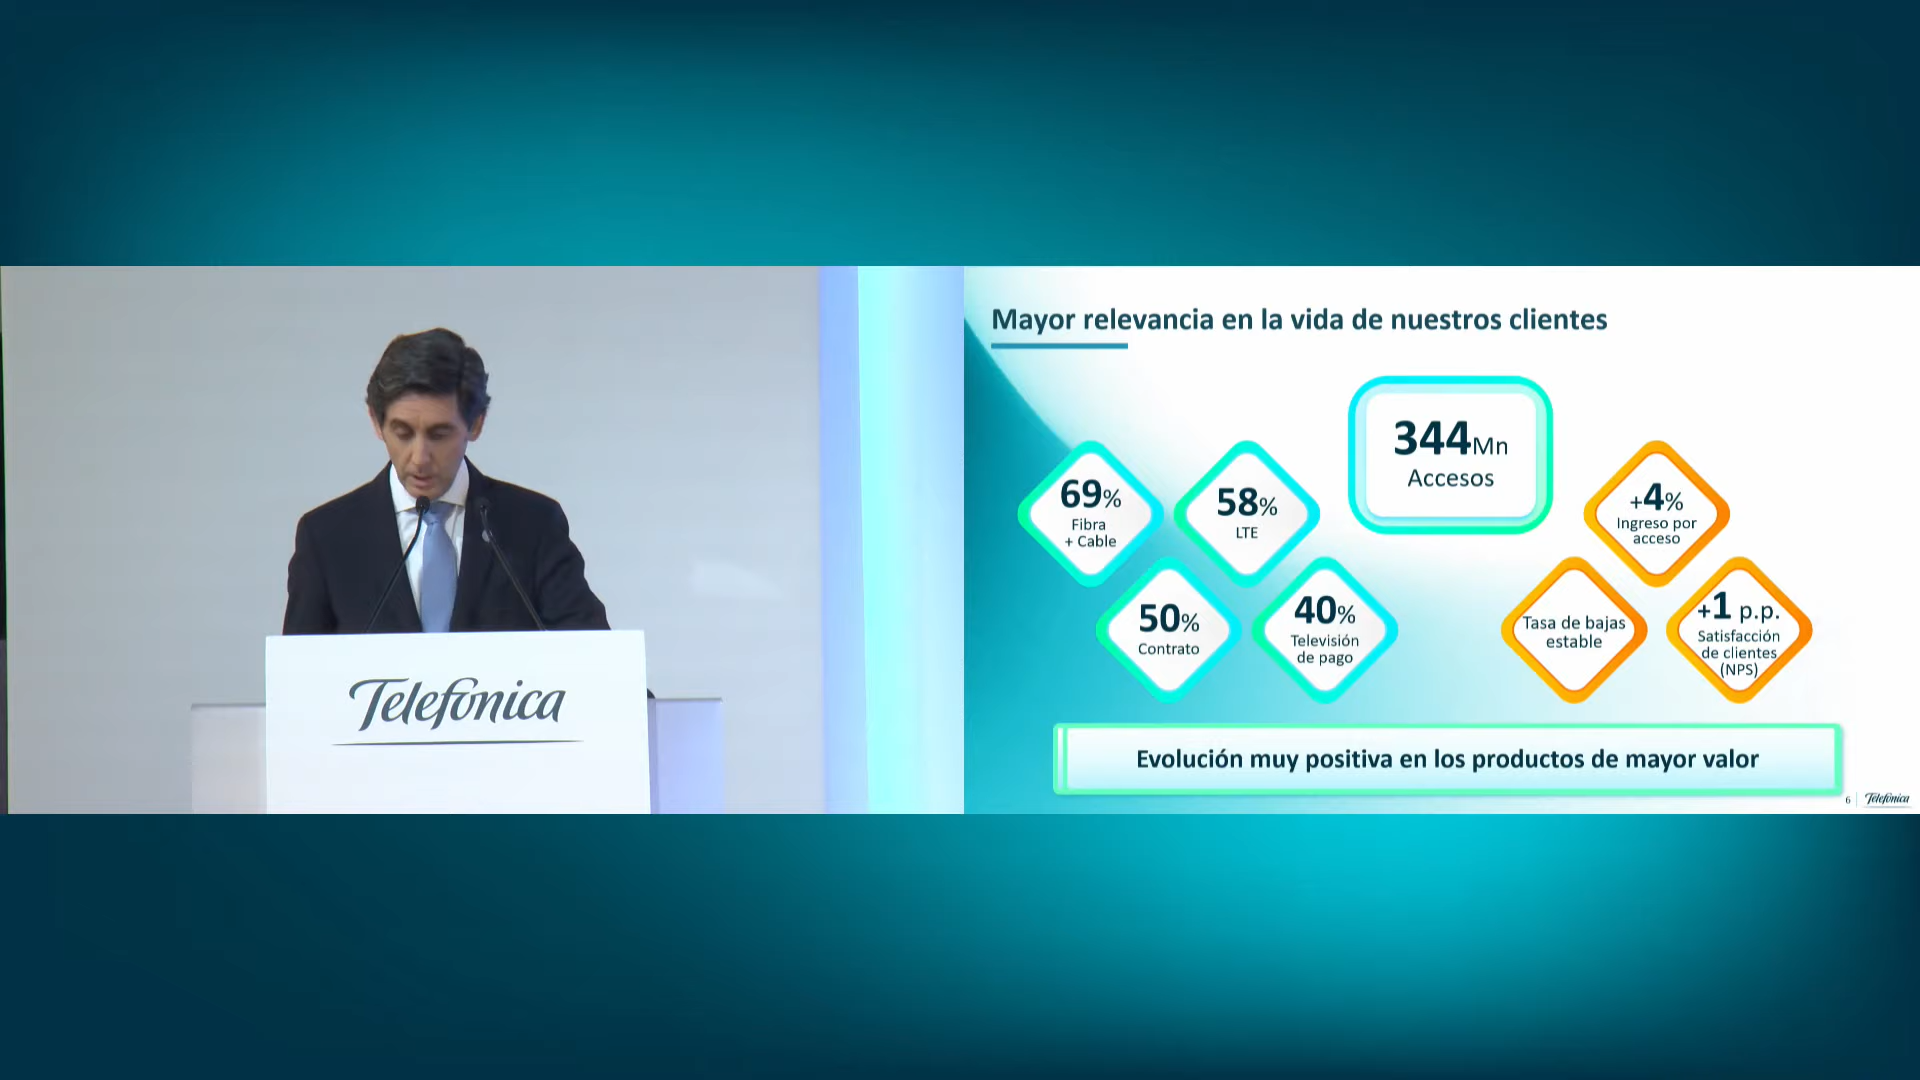 Telefónica
Mayor relevancia en la vida de nuestros clientes
344Mn
Accesos
69%
Fibra
+ Cable
58%
LTE
50%
Contrato
40%
Televisión
de pago
+4%
Ingreso por
acceso
Tasa de bajas
estable
+1 p.p.
Satisfacción
de clientes
(NPS)
Evolución muy positiva en los productos de mayor valor
6
Telefónica